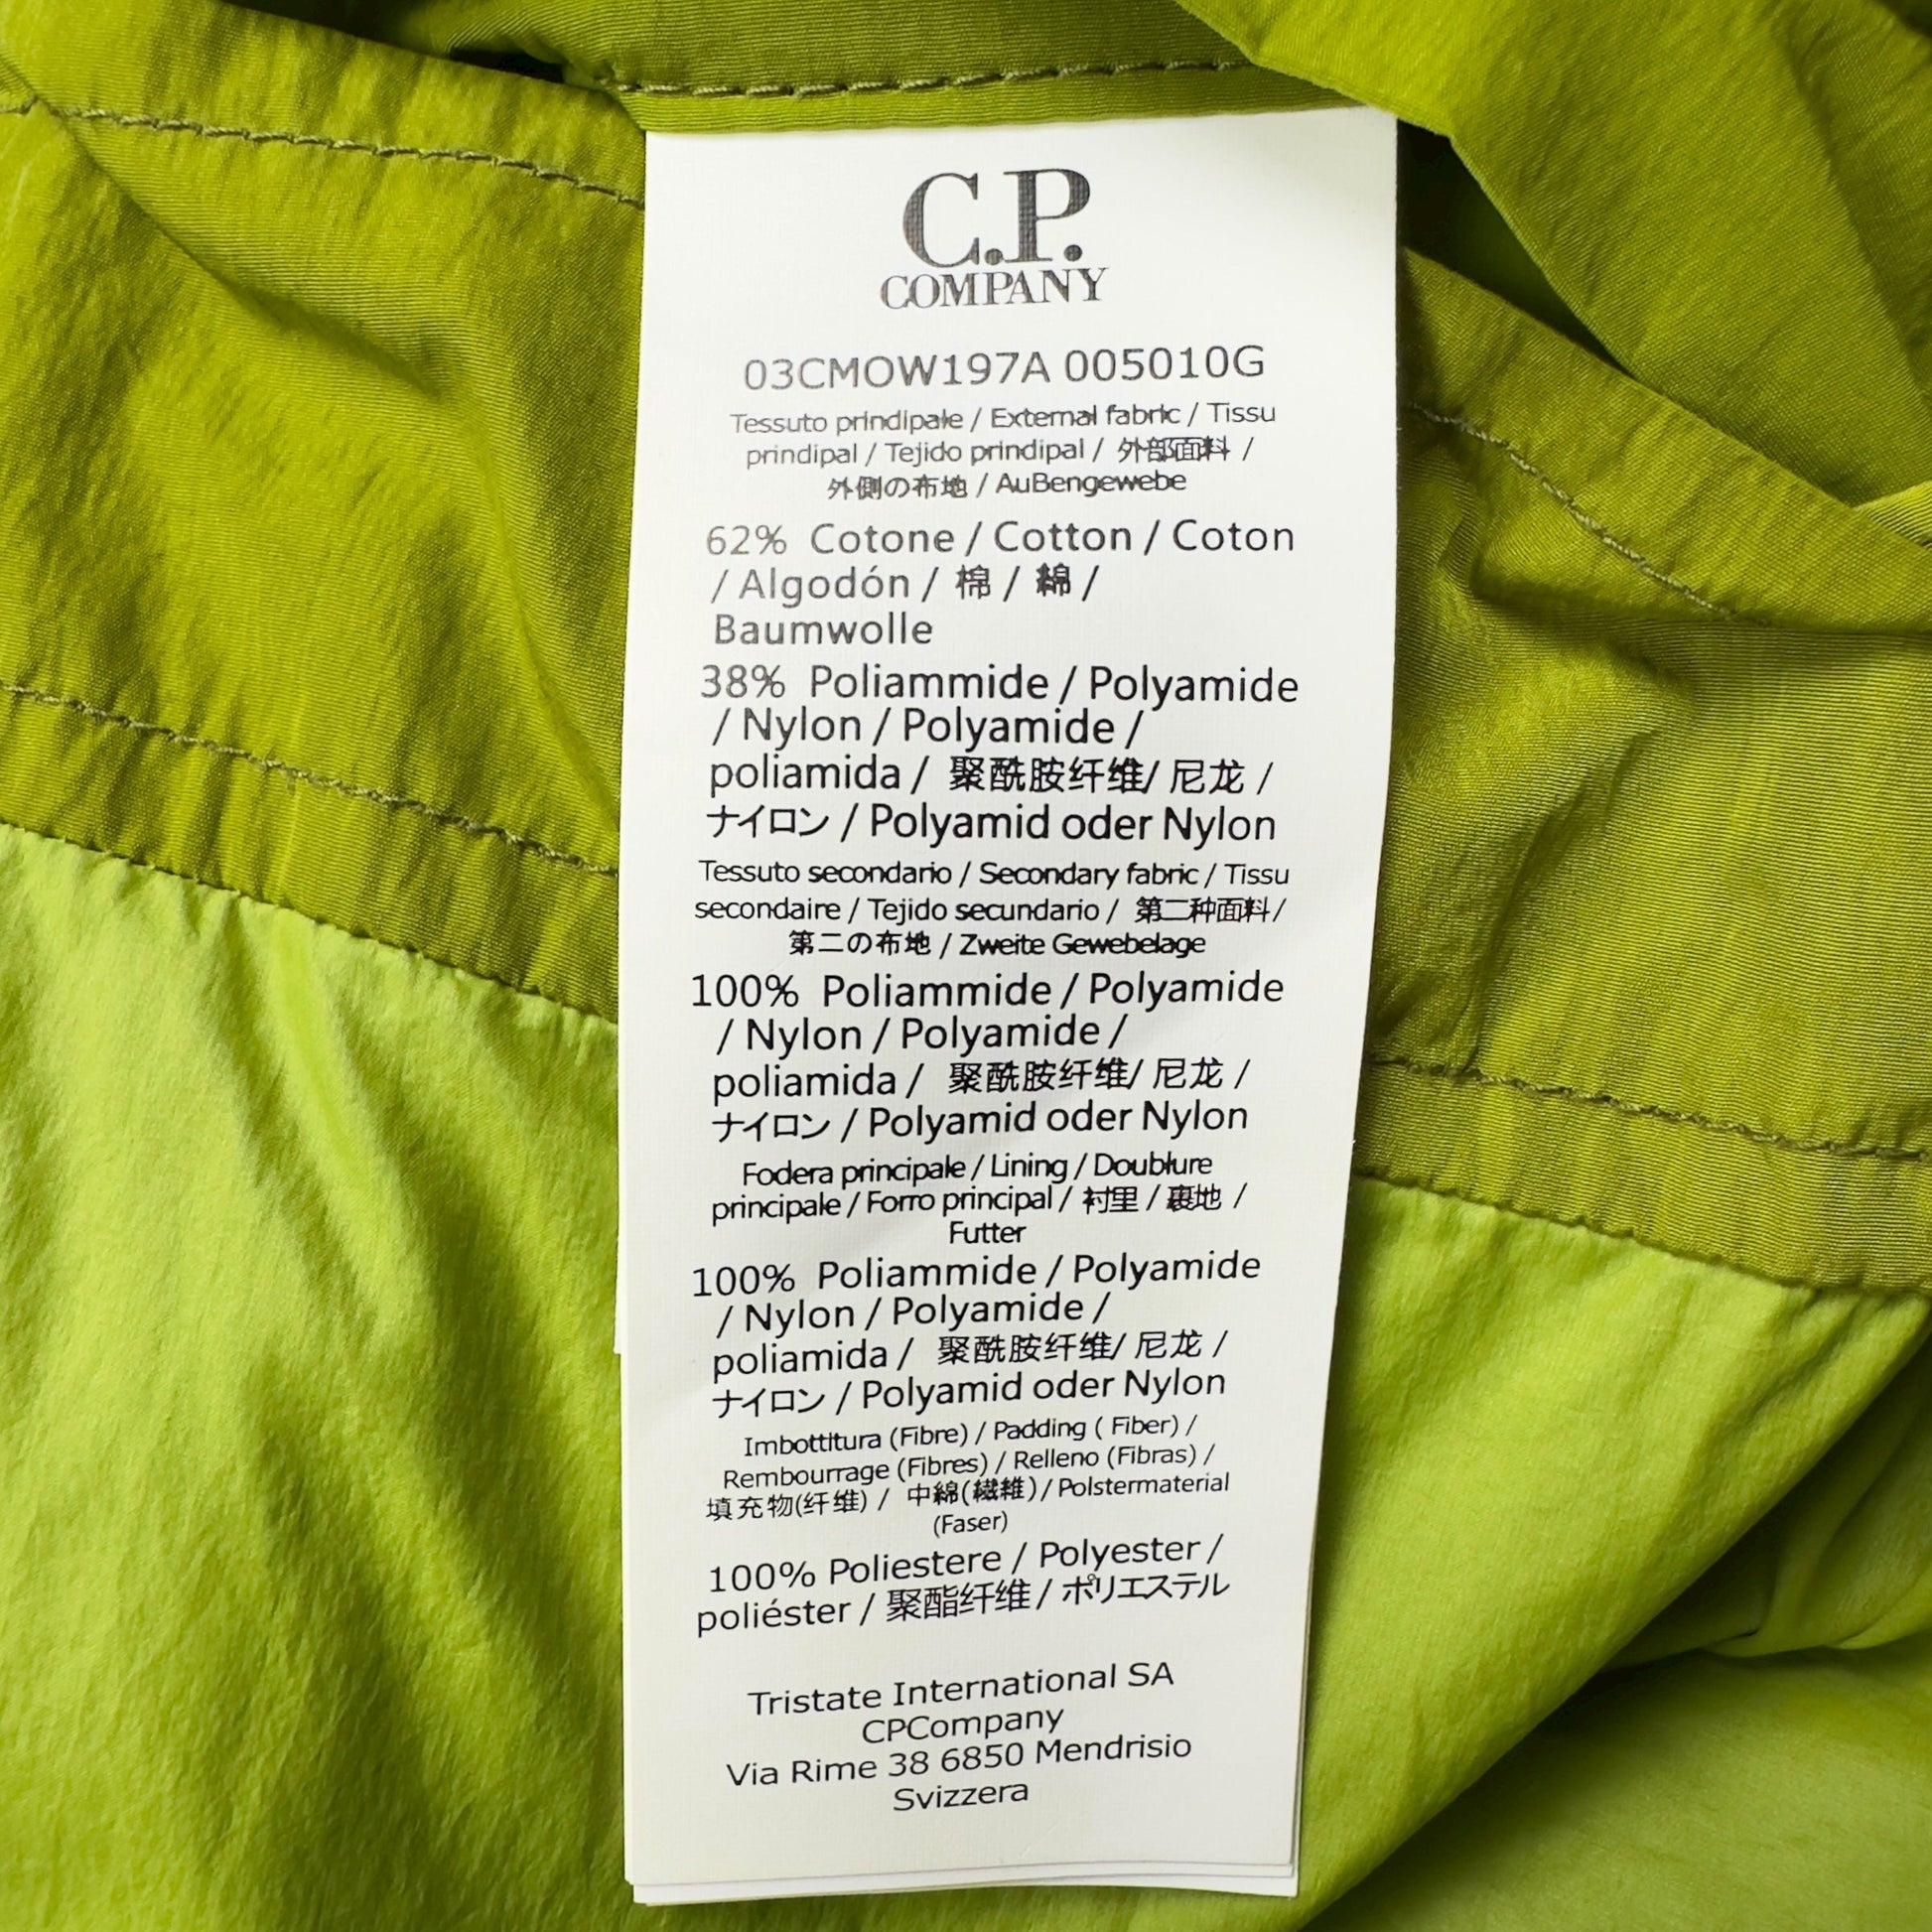 C.P.
COMPANY
03CMOW197A 005010G
Tessuto prindipale / External fabric / Tissu
prindipal / Tejido prindipal / 外部面料 /
外側の布地 / AuBengewebe
62% Cotone / Cotton / Coton
/ Algodón / 棉 / 綿 /
Baumwolle
38% Poliammide / Polyamide
/ Nylon / Polyamide /
poliamida / 聚酰胺纤维/ 尼龙 /
ナイロン / Polyamid oder Nylon
Tessuto secondario / Secondary fabric / Tissu
secondaire / Tejido secundario / 第二种面料/
第二の布地 / Zweite Gewebelage
100% Poliammide / Polyamide
/ Nylon / Polyamide /
poliamida / 聚酰胺纤维/ 尼龙 /
ナイロン / Polyamid oder Nylon
Fodera principale / Lining / Doublure
principale / Forro principal / 衬里 / 裏地 /
Futter
100% Poliammide / Polyamide
/ Nylon / Polyamide /
poliamida / 聚酰胺纤维/ 尼龙 /
ナイロン / Polyamid oder Nylon
Imbottitura (Fibre) / Padding ( Fiber) /
Rembourrage (Fibres) / Relleno (Fibras) /
填充物(纤维) / 中綿(繊維) / Polstermaterial
(Faser)
100% Poliestere / Polyester /
poliéster / 聚酯纤维 / ポリエステル
Tristate International SA
CPCompany
Via Rime 38 6850 Mendrisio
Svizzera